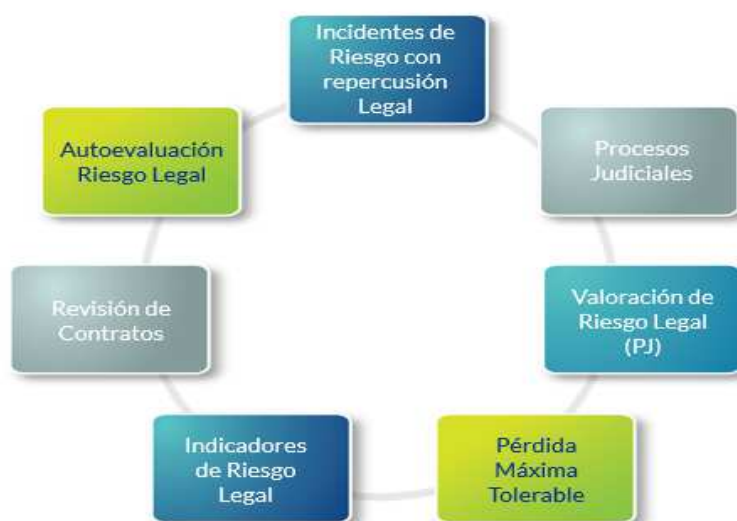 Incidentes de
Riesgo con
repercusión
Legal
Procesos
Judiciales
Valoración de
Riesgo Legal
(PJ)
Pérdida
Máxima
Tolerable
Indicadores
de Riesgo
Legal
Revisión de
Contratos
Autoevaluación
Riesgo Legal